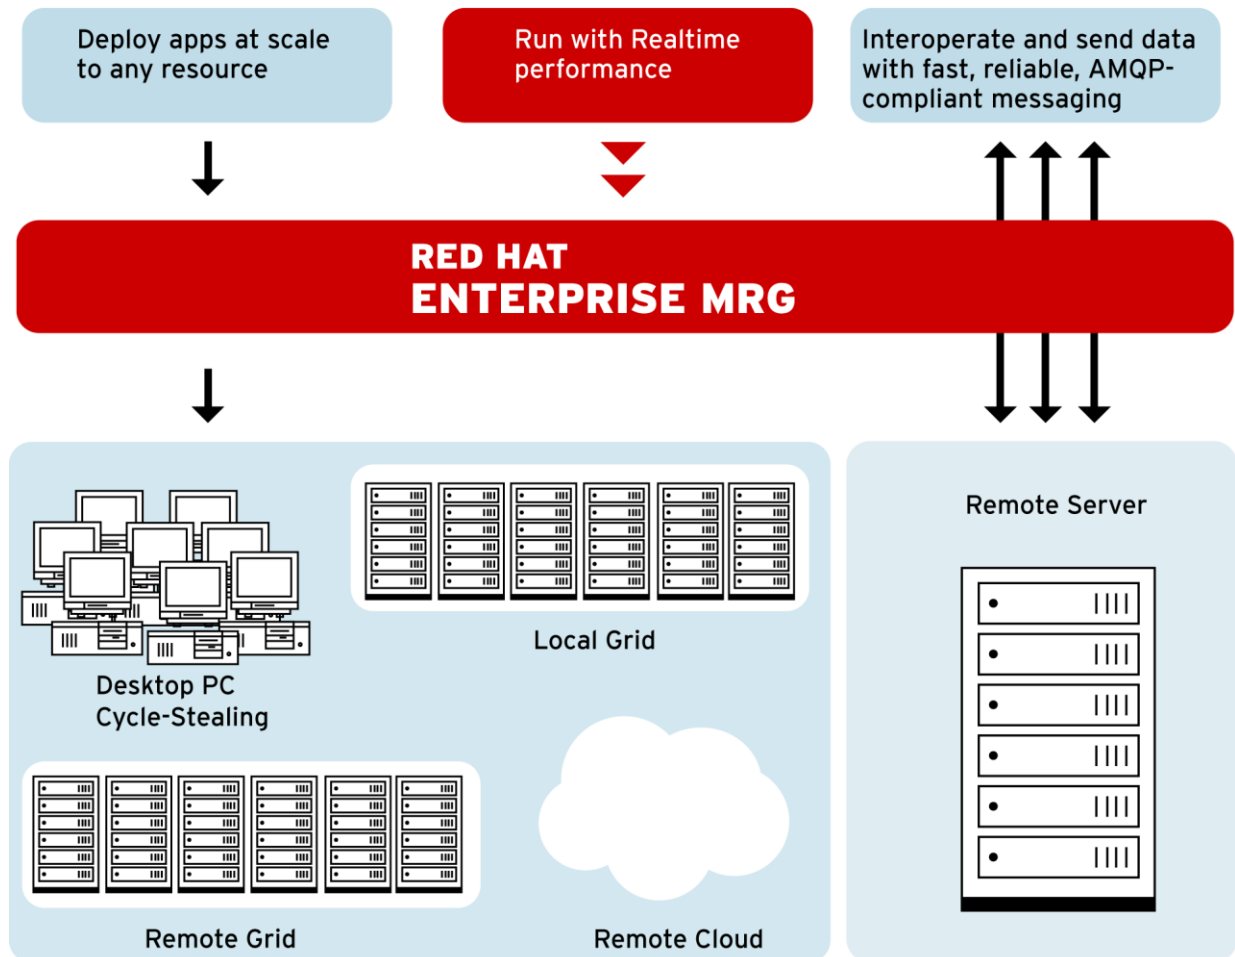 Deploy apps at scale
to any resource
Run with Realtime
performance
Interoperate and send data
with fast, reliable, AMQP-
compliant messaging
RED HAT
ENTERPRISE MRG
Desktop PC
Cycle-Stealing
Local Grid
Remote Grid
Remote Cloud
Remote Server